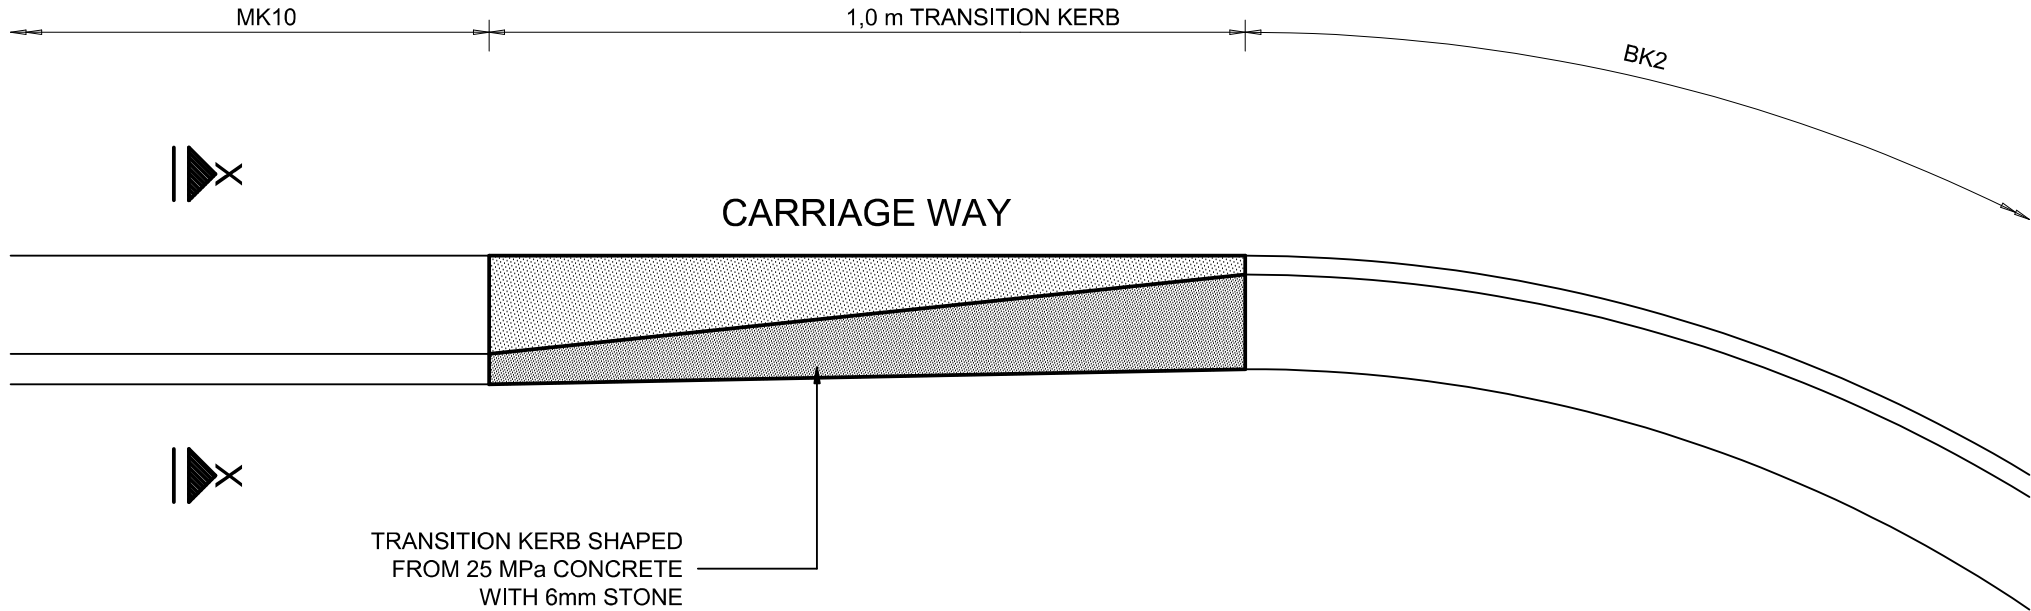 MK10
1,0 m TRANSITION KERB
BK2
X
CARRIAGE WAY
X
TRANSITION KERB SHAPED
FROM 25 MPa CONCRETE
WITH 6mm STONE